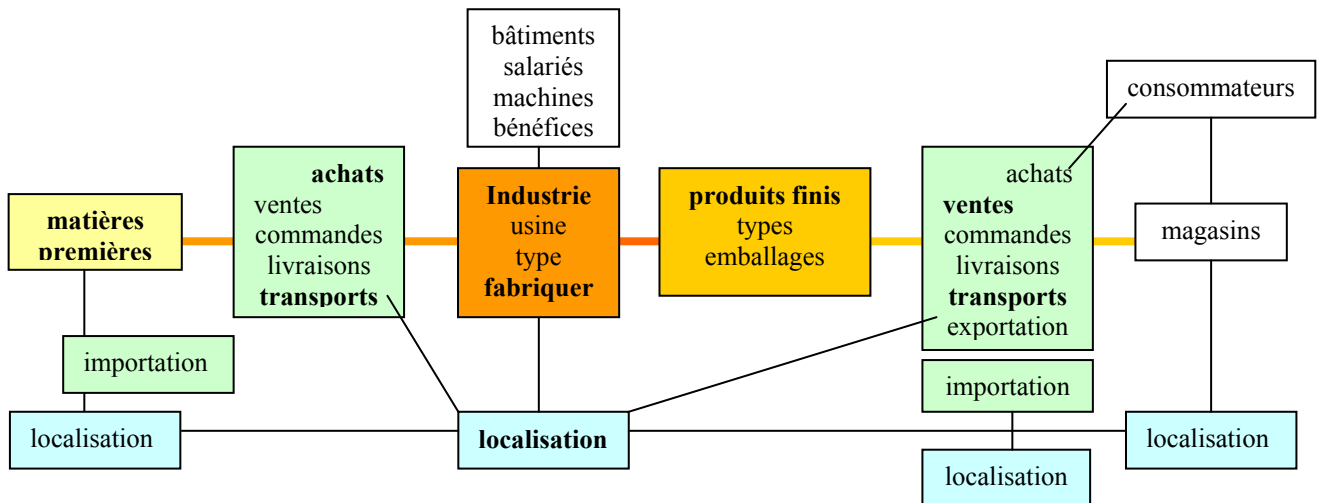 bâtiments
salariés
machines
bénéfices
consommateurs
matières
premières
achats
ventes
commandes
livraisons
transports
Industrie
usine
type
fabriquer
produits finis
types
emballages
achats
ventes
commandes
livraisons
transports
exportation
magasins
importation
importation
localisation
localisation
localisation
localisation